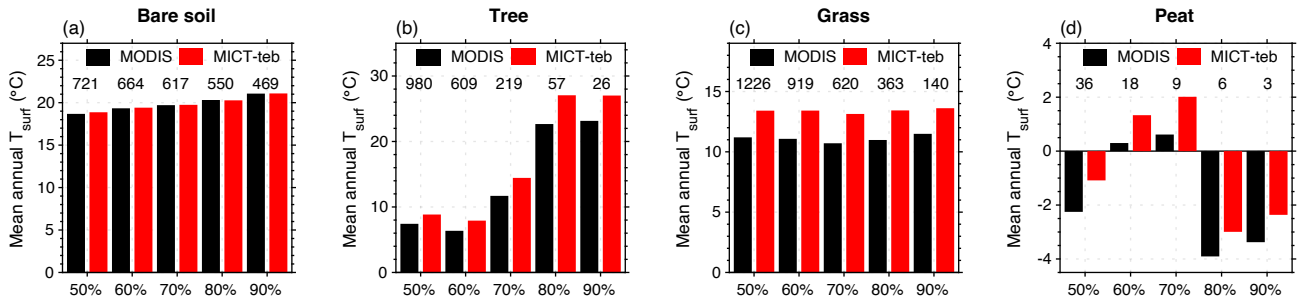 Bare soil
(a)
MODIS MICT-teb
721 664 617 550 469
Mean annual T_surf (°C)
25
20
15
10
5
0
50% 60% 70% 80% 90%
Tree
(b)
MODIS MICT-teb
980 609 219 57 26
Mean annual T_surf (°C)
30
20
10
0
50% 60% 70% 80% 90%
Grass
(c)
MODIS MICT-teb
1226 919 620 363 140
Mean annual T_surf (°C)
15
10
5
0
50% 60% 70% 80% 90%
Peat
(d)
MODIS MICT-teb
36 18 9 6 3
Mean annual T_surf (°C)
4
2
0
-2
-4
50% 60% 70% 80% 90%